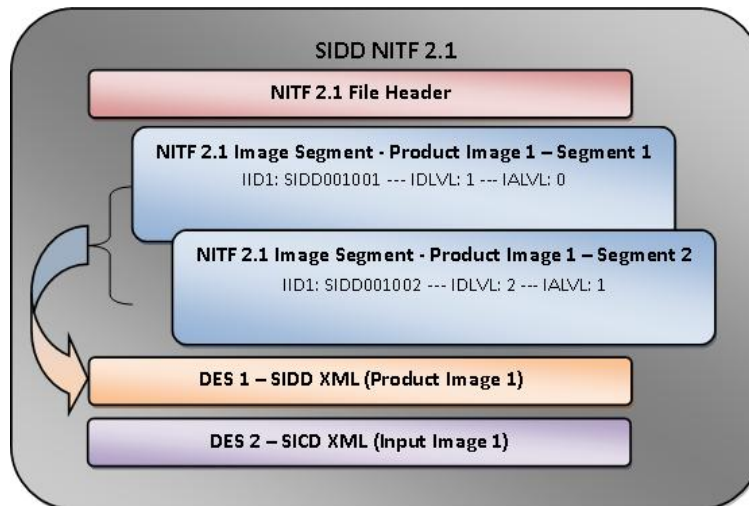 SIDD NITF 2.1
NITF 2.1 File Header
NITF 2.1 Image Segment - Product Image 1 – Segment 1
IID1: SIDD001001 --- IDLVL: 1 --- IALVL: 0
NITF 2.1 Image Segment - Product Image 1 – Segment 2
IID1: SIDD001002 --- IDLVL: 2 --- IALVL: 1
DES 1 – SIDD XML (Product Image 1)
DES 2 – SICD XML (Input Image 1)